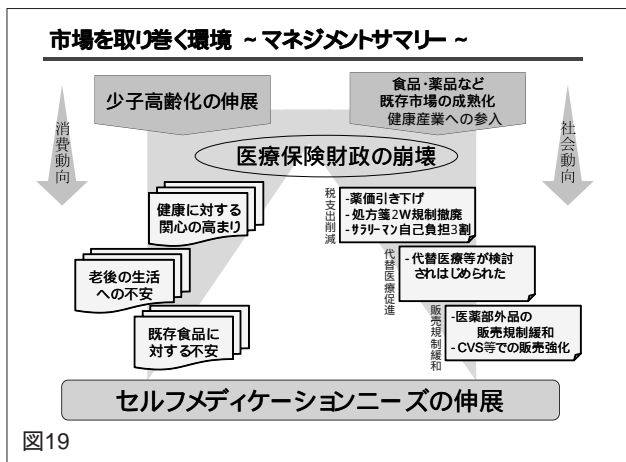 市場を取り巻く環境 ~マネジメントサマリー~
少子高齢化の伸展
食品・薬品など
既存市場の成熟化
健康産業への参入
消費動向
社会動向
医療保険財政の崩壊
健康に対する
関心の高まり
老後の生活
への不安
既存食品に
対する不安
税支出削減
-薬価引き下げ
-処方箋2W規制撤廃
-サラリーマン自己負担3割
代替医療促進
-代替医療等が検討
されはじめられた
販売規制緩和
-医薬部外品の
販売規制緩和
-CVS等での販売強化
セルフメディケーションニーズの伸展
図19